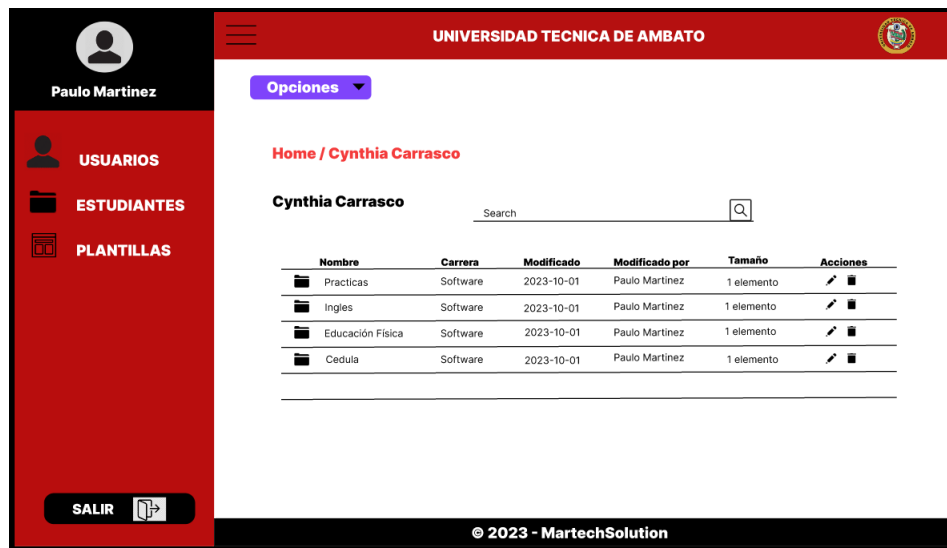 UNIVERSIDAD TECNICA DE AMBATO
Paulo Martinez
Opciones
USUARIOS
ESTUDIANTES
PLANTILLAS
SALIR
Home / Cynthia Carrasco
Cynthia Carrasco
Search
Nombre Carrera Modificado Modificado por Tamaño Acciones
Practicas Software 2023-10-01 Paulo Martinez 1 elemento
Ingles Software 2023-10-01 Paulo Martinez 1 elemento
Educación Física Software 2023-10-01 Paulo Martinez 1 elemento
Cedula Software 2023-10-01 Paulo Martinez 1 elemento
© 2023 - MartechSolution